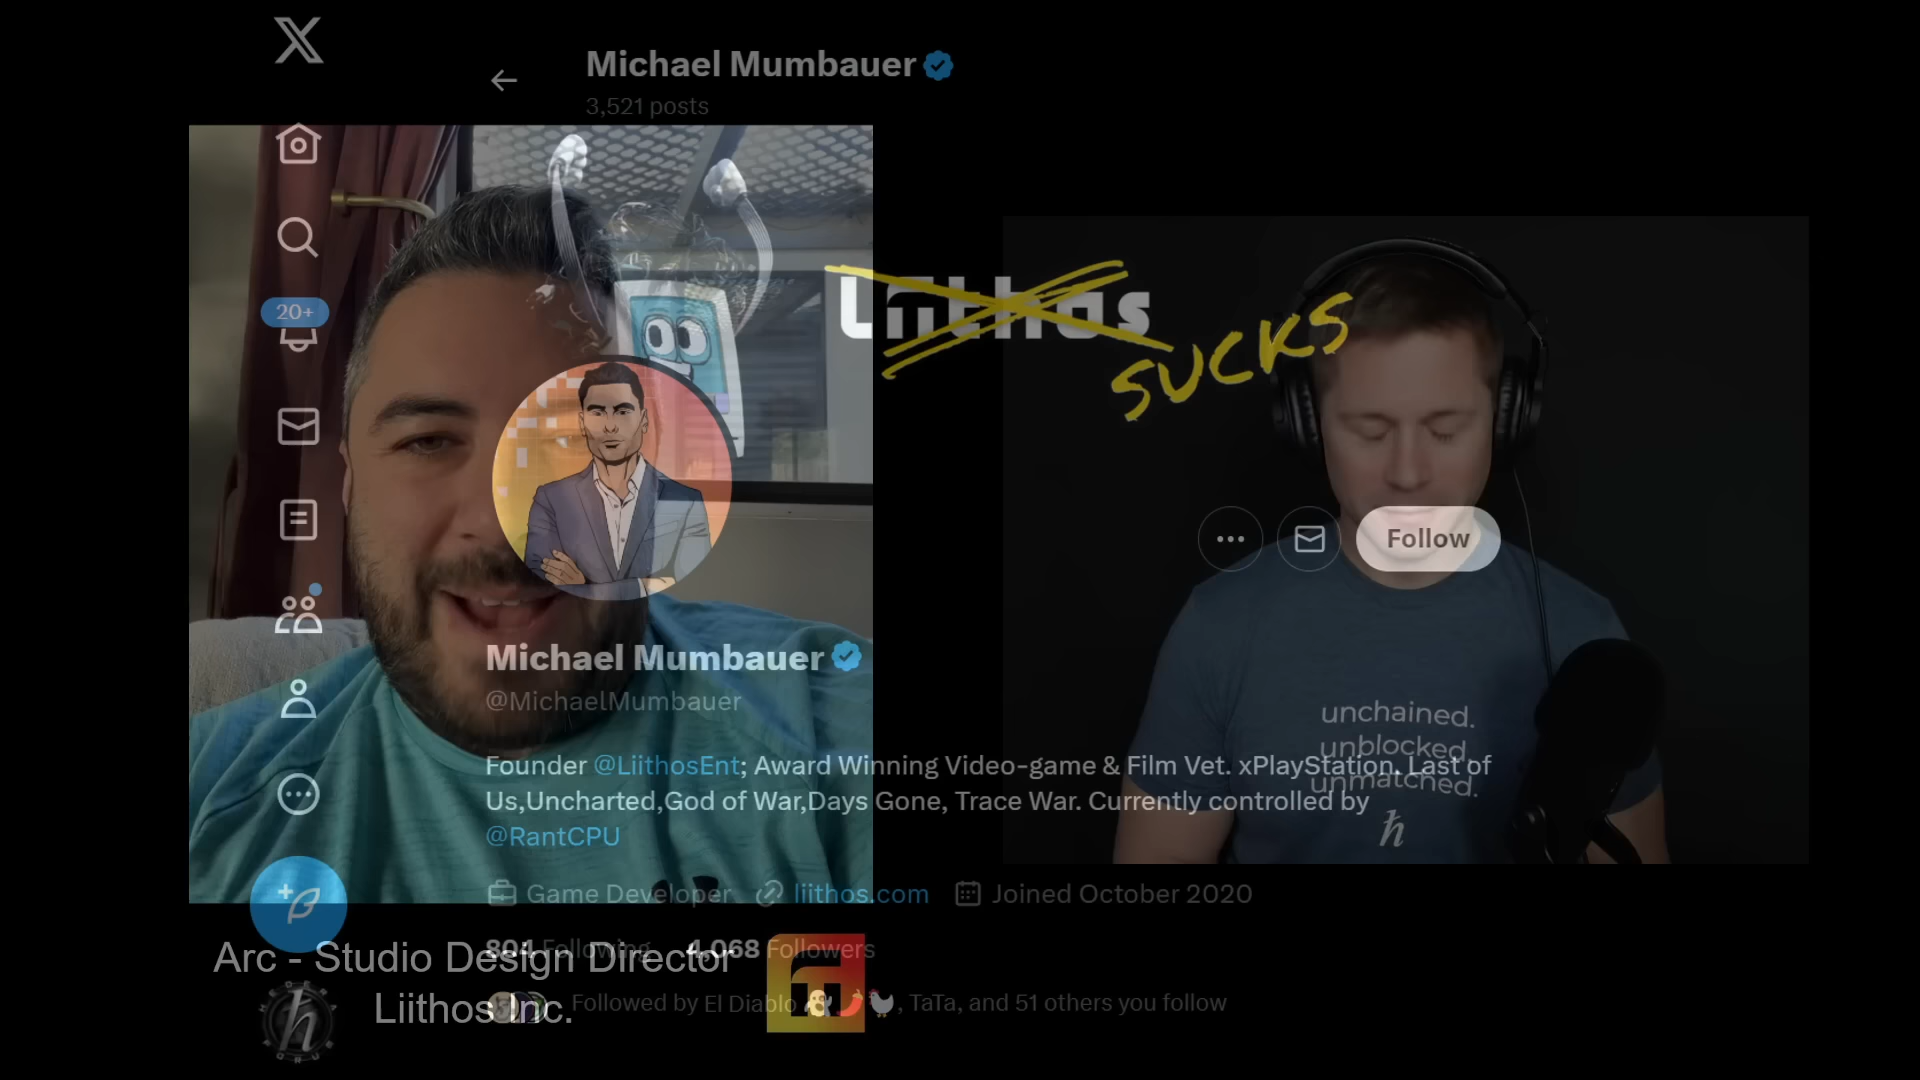 Michael Mumbauer
3,521 posts
20+
Liithos
SUCKS
Follow
Michael Mumbauer
@MichaelMumbauer
unchained.
unblocked.
unmatched.
ℏ
Founder @LiithosEnt; Award Winning Video-game & Film Vet. xPlayStation. Last of
Us,Uncharted,God of War,Days Gone, Trace War. Currently controlled by
@RantCPU
Game Developer liithos.com Joined October 2020
804 Following 4,068 Followers
Arc - Studio Design Director
Liithos Inc.
Followed by El Diablo 👻🌶️🐓, TaTa, and 51 others you follow